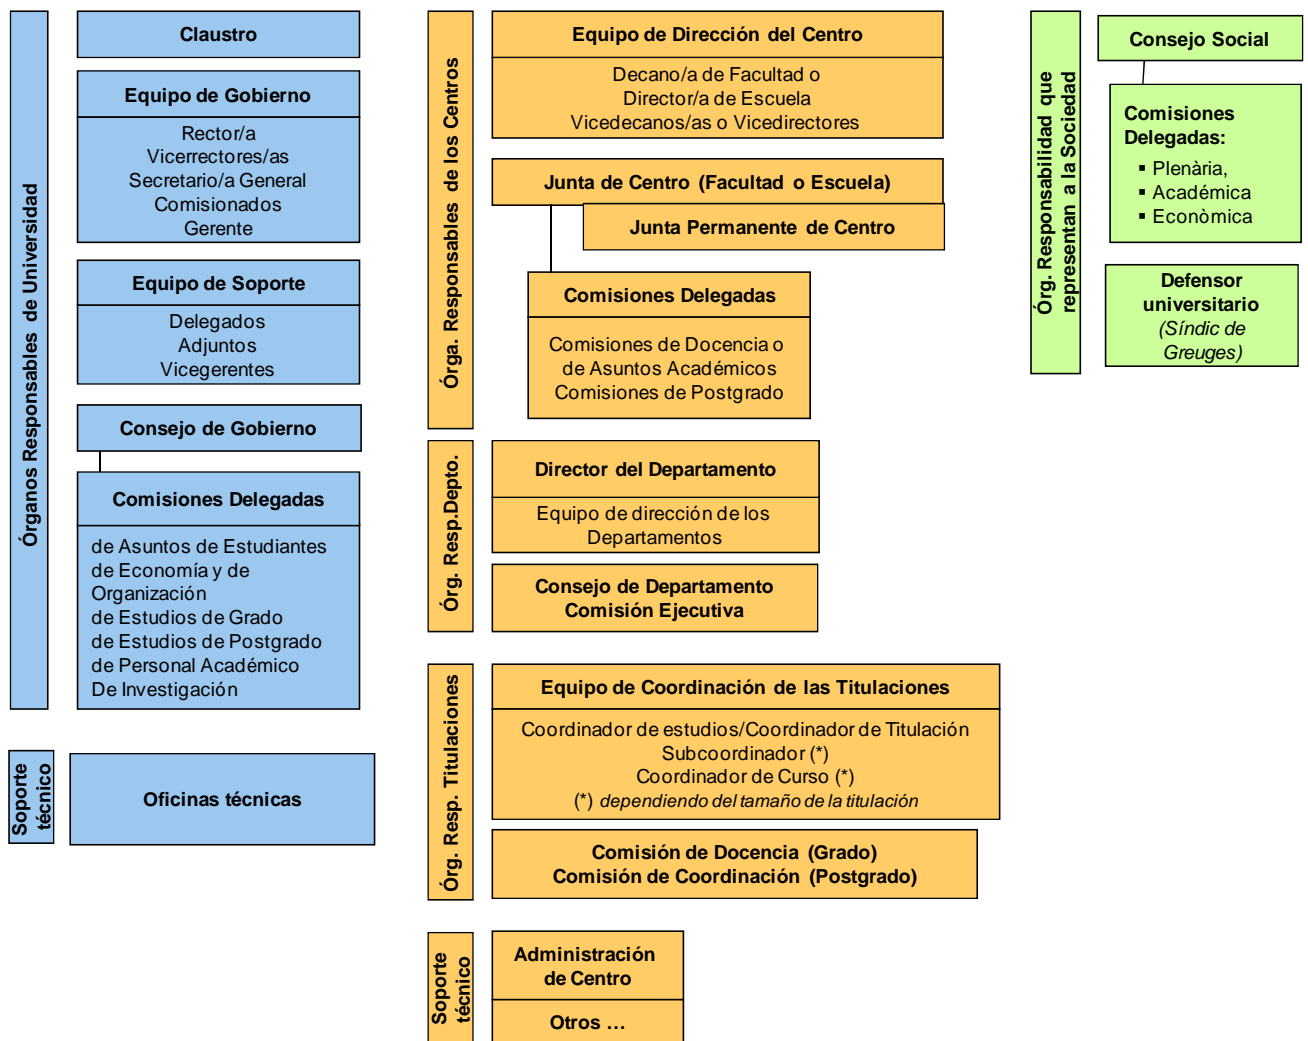 Órganos Responsables de Universidad
Claustro
Equipo de Gobierno
Rector/a
Vicerrectores/as
Secretario/a General
Comisionados
Gerente
Equipo de Soporte
Delegados
Adjuntos
Vicegerentes
Consejo de Gobierno
Comisiones Delegadas
de Asuntos de Estudiantes
de Economía y de
Organización
de Estudios de Grado
de Estudios de Postgrado
de Personal Académico
De Investigación
Soporte
técnico
Oficinas técnicas
Órga. Responsables de los Centros
Equipo de Dirección del Centro
Decano/a de Facultad o
Director/a de Escuela
Vicedecanos/as o Vicedirectores
Junta de Centro (Facultad o Escuela)
Junta Permanente de Centro
Comisiones Delegadas
Comisiones de Docencia o
de Asuntos Académicos
Comisiones de Postgrado
Órg. Resp.Depto.
Director del Departamento
Equipo de dirección de los
Departamentos
Consejo de Departamento
Comisión Ejecutiva
Órg. Resp. Titulaciones
Equipo de Coordinación de las Titulaciones
Coordinador de estudios/Coordinador de Titulación
Subcoordinador (*)
Coordinador de Curso (*)
(*) dependiendo del tamaño de la titulación
Comisión de Docencia (Grado)
Comisión de Coordinación (Postgrado)
Soporte
técnico
Administración
de Centro
Otros …
Órg. Responsabilidad que
representan a la Sociedad
Consejo Social
Comisiones
Delegadas:
▪ Plenària,
▪ Académica
▪ Econòmica
Defensor
universitario
(Síndic de
Greuges)